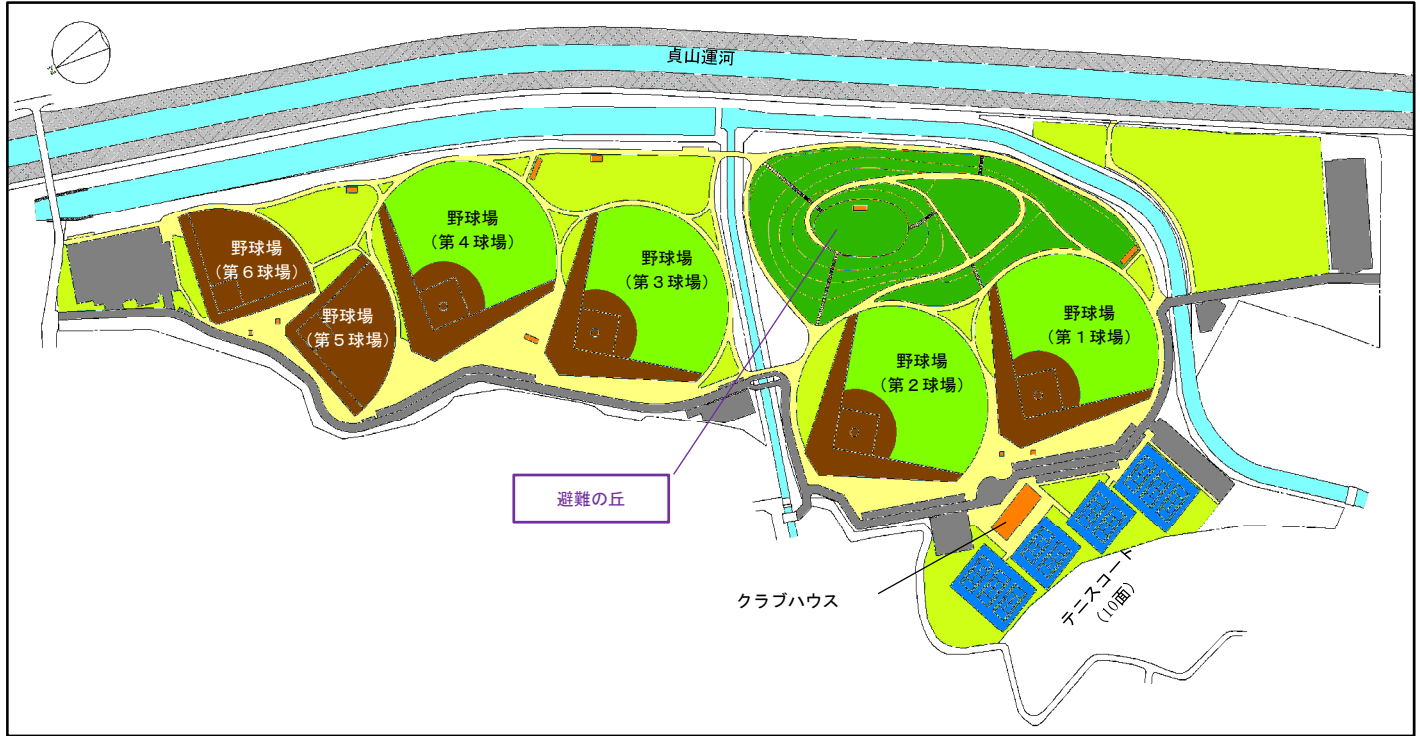 貞山運河
野球場
（第６球場）
野球場
（第５球場）
野球場
（第４球場）
野球場
（第３球場）
野球場
（第２球場）
野球場
（第１球場）
避難の丘
クラブハウス
テニスコート
(10面)